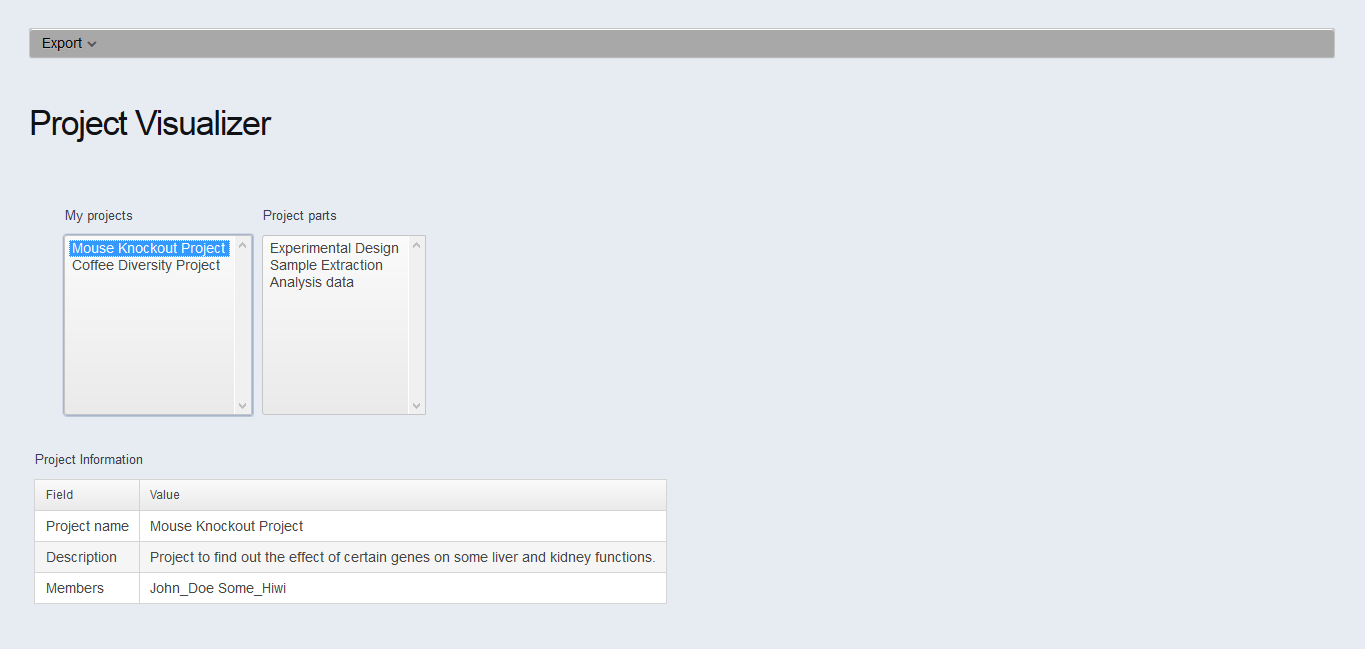 Export
Project Visualizer
My projects
Project parts
Mouse Knockout Project
Coffee Diversity Project
Experimental Design
Sample Extraction
Analysis data
Project Information
Field Value
Project name Mouse Knockout Project
Description Project to find out the effect of certain genes on some liver and kidney functions.
Members John_Doe Some_Hiwi